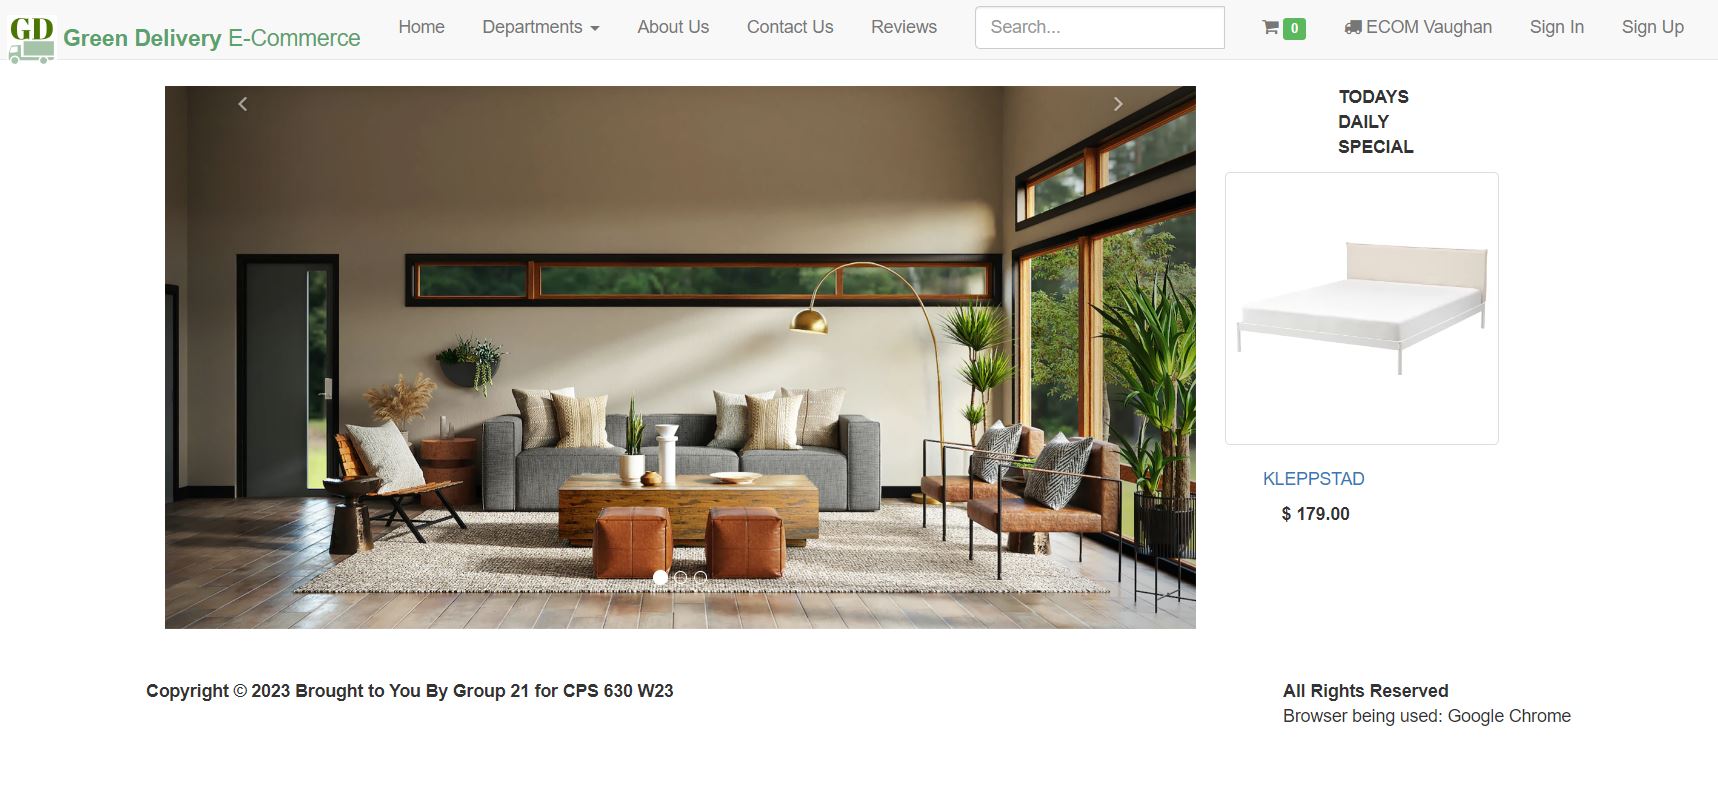 GD
Green Delivery E-Commerce
Home
Departments
About Us
Contact Us
Reviews
Search...
0
ECOM Vaughan
Sign In
Sign Up
TODAYS
DAILY
SPECIAL
KLEPPSTAD
$ 179.00
Copyright © 2023 Brought to You By Group 21 for CPS 630 W23
All Rights Reserved
Browser being used: Google Chrome